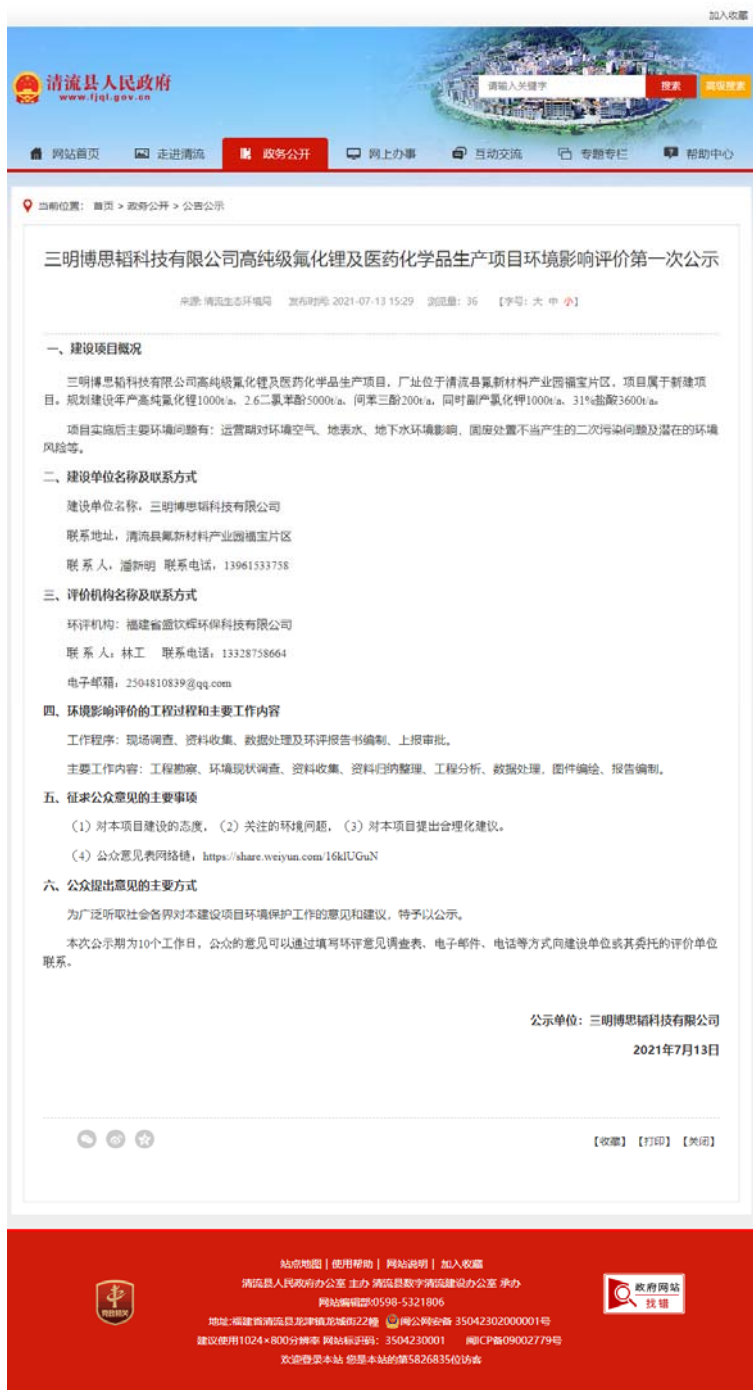 加入收藏
清流县人民政府
www.fjql.gov.cn
请输入关键字
搜索
高级搜索
网站首页 走进清流 政务公开 网上办事 互动交流 专题专栏 帮助中心
当前位置： 首页 > 政务公开 > 公告公示
三明博思韬科技有限公司高纯级氟化锂及医药化学品生产项目环境影响评价第一次公示
来源: 清流生态环境局 发布时间: 2021-07-13 15:29 浏览量：36 【字号：大 中 小】
一、建设项目概况
三明博思韬科技有限公司高纯级氟化锂及医药化学品生产项目，厂址位于清流县氟新材料产业园福宝片区，项目属于新建项
目。规划建设年产高纯氟化锂1000t/a，2.6二氯苯酚5000t/a、间苯三酚200t/a，同时副产氯化钾1000t/a，31%盐酸3600t/a。
项目实施后主要环境问题有：运营期对环境空气、地表水、地下水环境影响，固废处置不当产生的二次污染问题及潜在的环境
风险等。
二、建设单位名称及联系方式
建设单位名称：三明博思韬科技有限公司
联系地址：清流县氟新材料产业园福宝片区
联 系 人：潘新明 联系电话：13961533758
三、评价机构名称及联系方式
环评机构：福建省盛钦辉环保科技有限公司
联 系 人：林工 联系电话：13328758664
电子邮箱：2504810839@qq.com
四、环境影响评价的工程过程和主要工作内容
工作程序：现场调查、资料收集、数据处理及环评报告书编制、上报审批。
主要工作内容：工程勘察、环境现状调查、资料收集、资料归纳整理、工程分析、数据处理，图件编绘、报告编制。
五、征求公众意见的主要事项
（1）对本项目建设的态度，（2）关注的环境问题，（3）对本项目提出合理化建议。
（4）公众意见表网络链：https://share.weiyun.com/16klUGuN
六、公众提出意见的主要方式
为广泛听取社会各界对本建设项目环境保护工作的意见和建议，特予以公示。
本次公示期为10个工作日，公众的意见可以通过填写环评意见调查表、电子邮件、电话等方式向建设单位或其委托的评价单位
联系。
公示单位：三明博思韬科技有限公司
2021年7月13日
【收藏】 【打印】 【关闭】
站点地图 | 使用帮助 | 网站说明 | 加入收藏
清流县人民政府办公室 主办 清流县数字清流建设办公室 承办
网站编辑部:0598-5321806
地址:福建省清流县龙津镇龙城街22幢 闽公网安备 35042302000001号
建议使用1024×800分辨率 网站标识码：3504230001 闽ICP备09002779号
欢迎登录本站 您是本站的第5826835位访客
党政机关
政府网站
找错